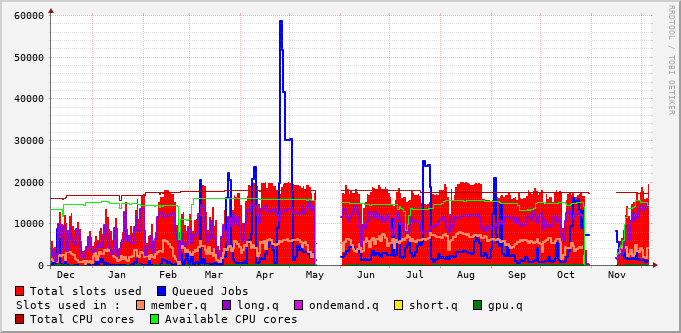 60000
50000
40000
30000
20000
10000
0
Dec Jan Feb Mar Apr May Jun Jul Aug Sep Oct Nov
RRDTOOL / TOBI OETIKER
Total slots used Queued Jobs
Slots used in : member.q long.q ondemand.q short.q gpu.q
Total CPU cores Available CPU cores